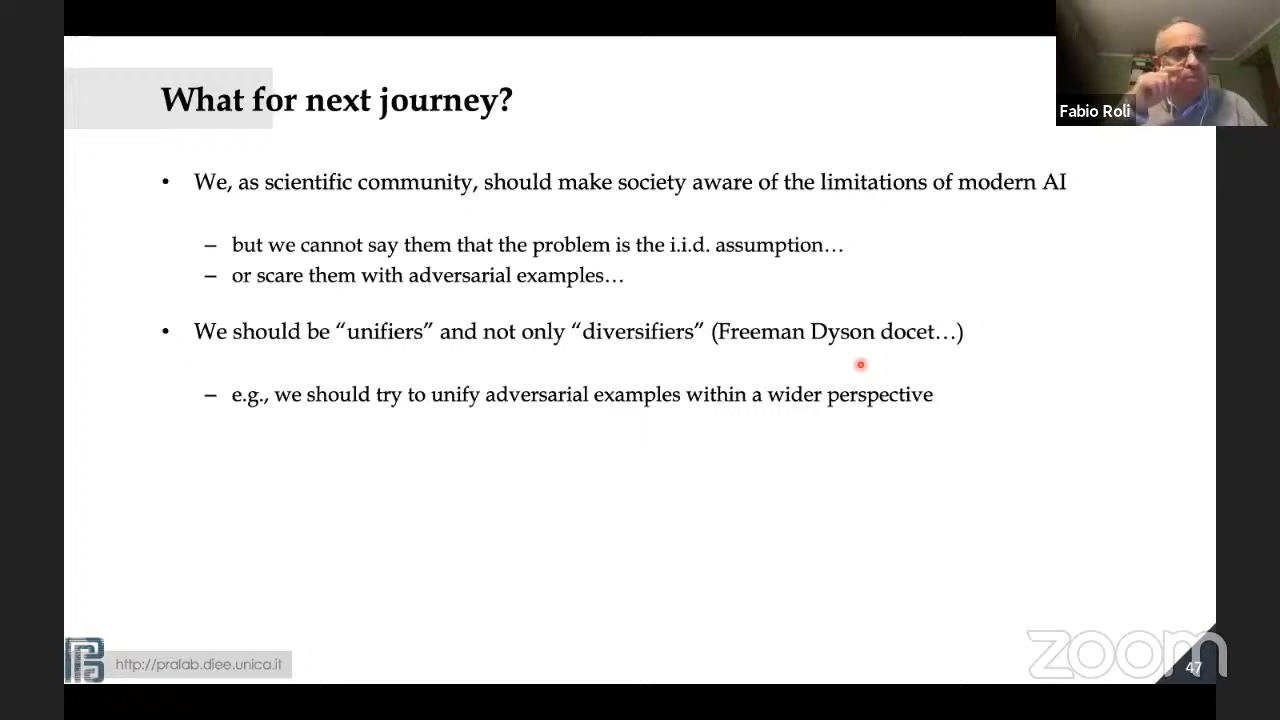 What for next journey?
Fabio Roli
• We, as scientific community, should make society aware of the limitations of modern AI
– but we cannot say them that the problem is the i.i.d. assumption…
– or scare them with adversarial examples…
• We should be “unifiers” and not only “diversifiers” (Freeman Dyson docet…)
– e.g., we should try to unify adversarial examples within a wider perspective
http://pralab.diee.unica.it
zoom
47